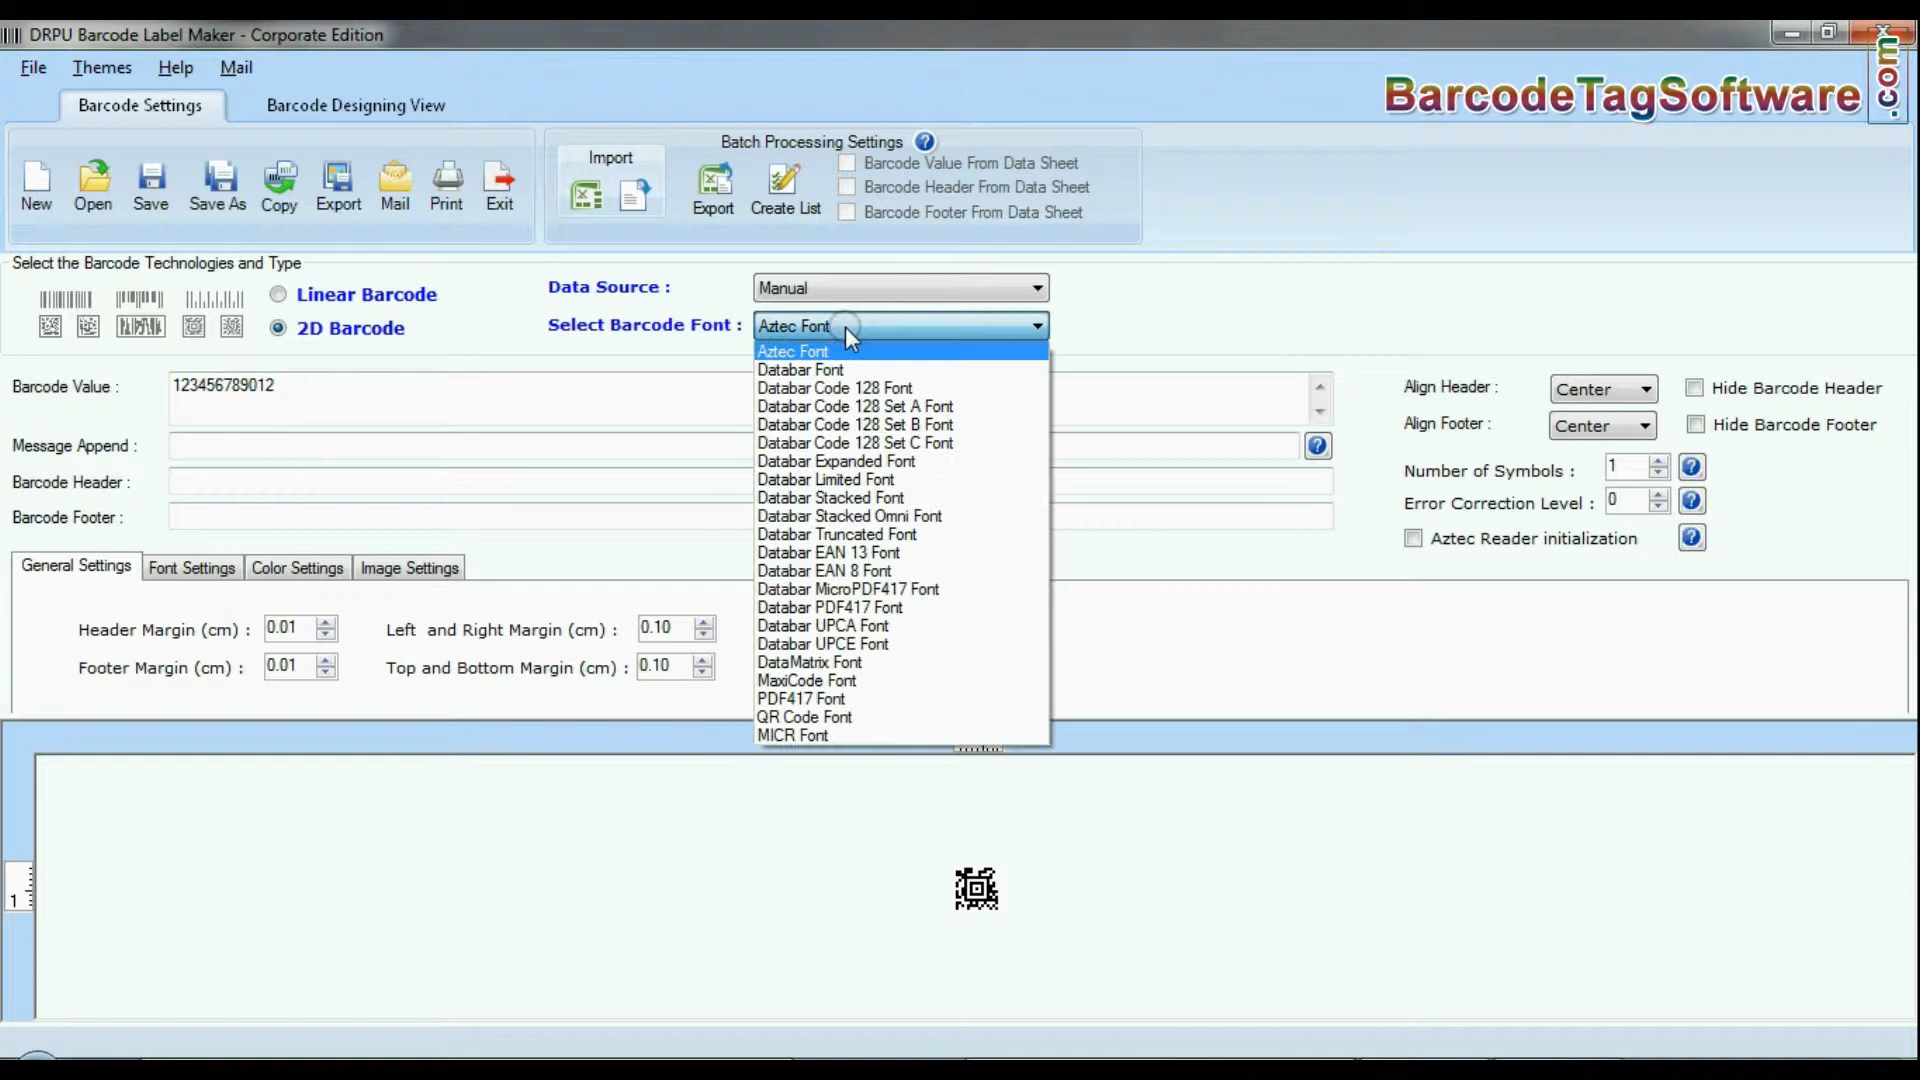 DRPU Barcode Label Maker - Corporate Edition
File Themes Help Mail
BarcodeTagSoftware.com
Barcode Settings Barcode Designing View
New Open Save Save As Copy Export Mail Print Exit
Import
Batch Processing Settings ?
Export Create List
Barcode Value From Data Sheet
Barcode Header From Data Sheet
Barcode Footer From Data Sheet
Select the Barcode Technologies and Type
Linear Barcode
2D Barcode
Data Source : Manual
Select Barcode Font : Aztec Font
Aztec Font
Databar Font
Databar Code 128 Font
Databar Code 128 Set A Font
Databar Code 128 Set B Font
Databar Code 128 Set C Font
Databar Expanded Font
Databar Limited Font
Databar Stacked Font
Databar Stacked Omni Font
Databar Truncated Font
Databar EAN 13 Font
Databar EAN 8 Font
Databar MicroPDF417 Font
Databar PDF417 Font
Databar UPCA Font
Databar UPCE Font
DataMatrix Font
MaxiCode Font
PDF417 Font
QR Code Font
MICR Font
Barcode Value : 123456789012
Message Append : ?
Barcode Header :
Barcode Footer :
Align Header : Center Hide Barcode Header
Align Footer : Center Hide Barcode Footer
Number of Symbols : 1 ?
Error Correction Level : 0 ?
Aztec Reader initialization ?
General Settings Font Settings Color Settings Image Settings
Header Margin (cm) : 0.01 Left and Right Margin (cm) : 0.10
Footer Margin (cm) : 0.01 Top and Bottom Margin (cm) : 0.10
1